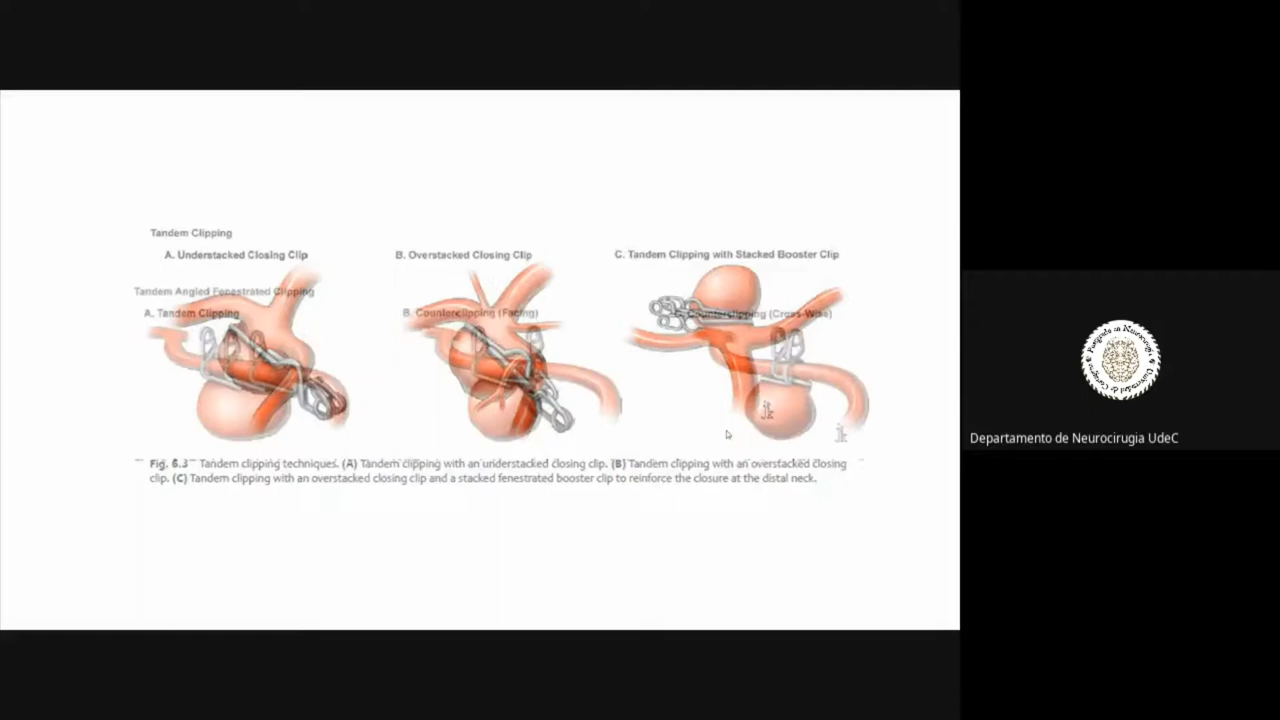 Tandem Clipping
A. Understacked Closing Clip
B. Overstacked Closing Clip
C. Tandem Clipping with Stacked Booster Clip
Tandem Angled Fenestrated Clipping
A. Tandem Clipping
B. Counterclipping (Facing)
Counterclipping (Cross-Wise)
jk
jk
Fig. 6.3 Tandem clipping techniques. (A) Tandem clipping with an understacked closing clip. (B) Tandem clipping with an overstacked closing
clip. (C) Tandem clipping with an overstacked closing clip and a stacked fenestrated booster clip to reinforce the closure at the distal neck.
Departamento de Neurocirugia UdeC